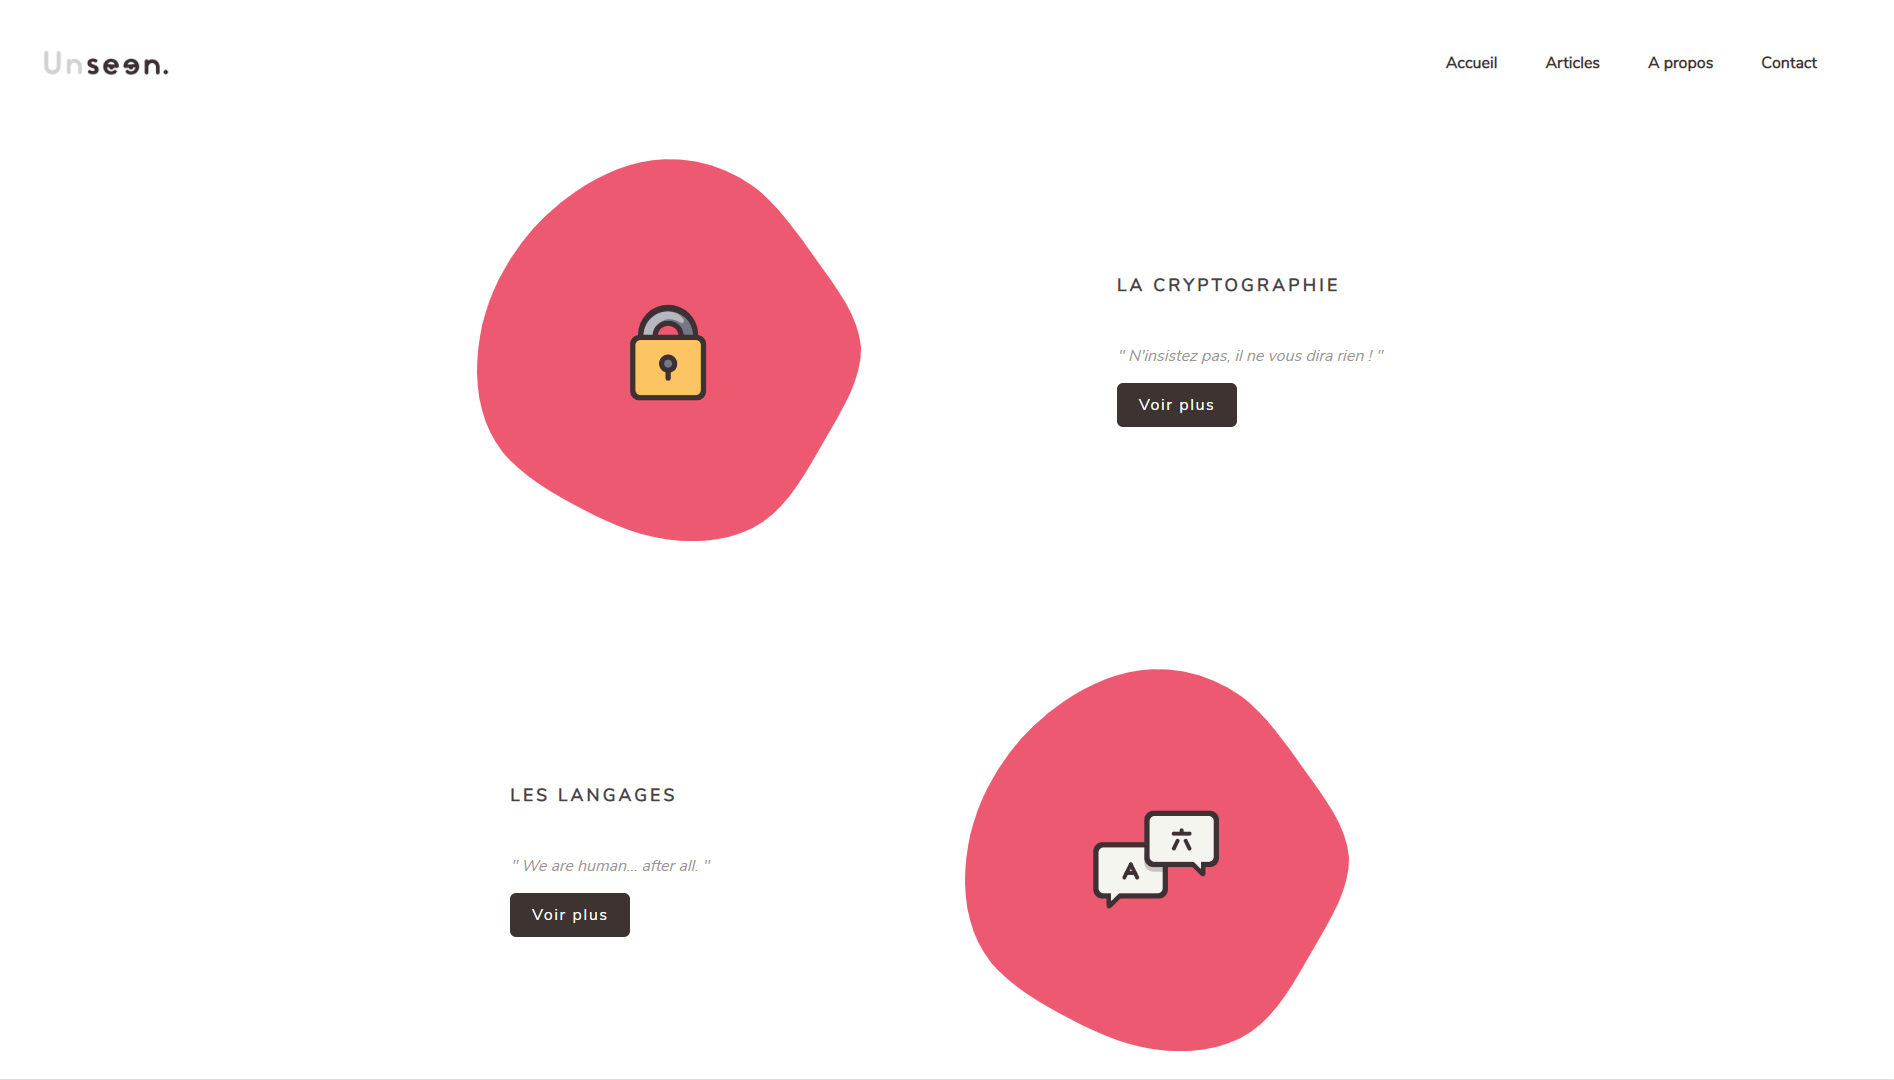 Unseen.
Accueil Articles A propos Contact
LA CRYPTOGRAPHIE
" N'insistez pas, il ne vous dira rien ! "
Voir plus
LES LANGAGES
" We are human... after all. "
Voir plus
A
六